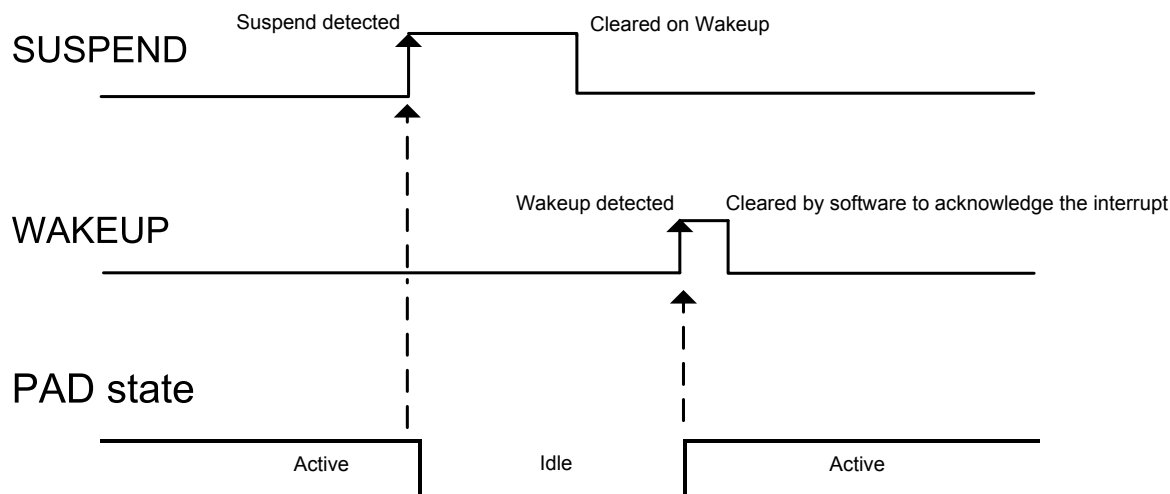 Suspend detected
Cleared on Wakeup
SUSPEND
Wakeup detected
Cleared by software to acknowledge the interrupt
WAKEUP
PAD state
Active
Idle
Active